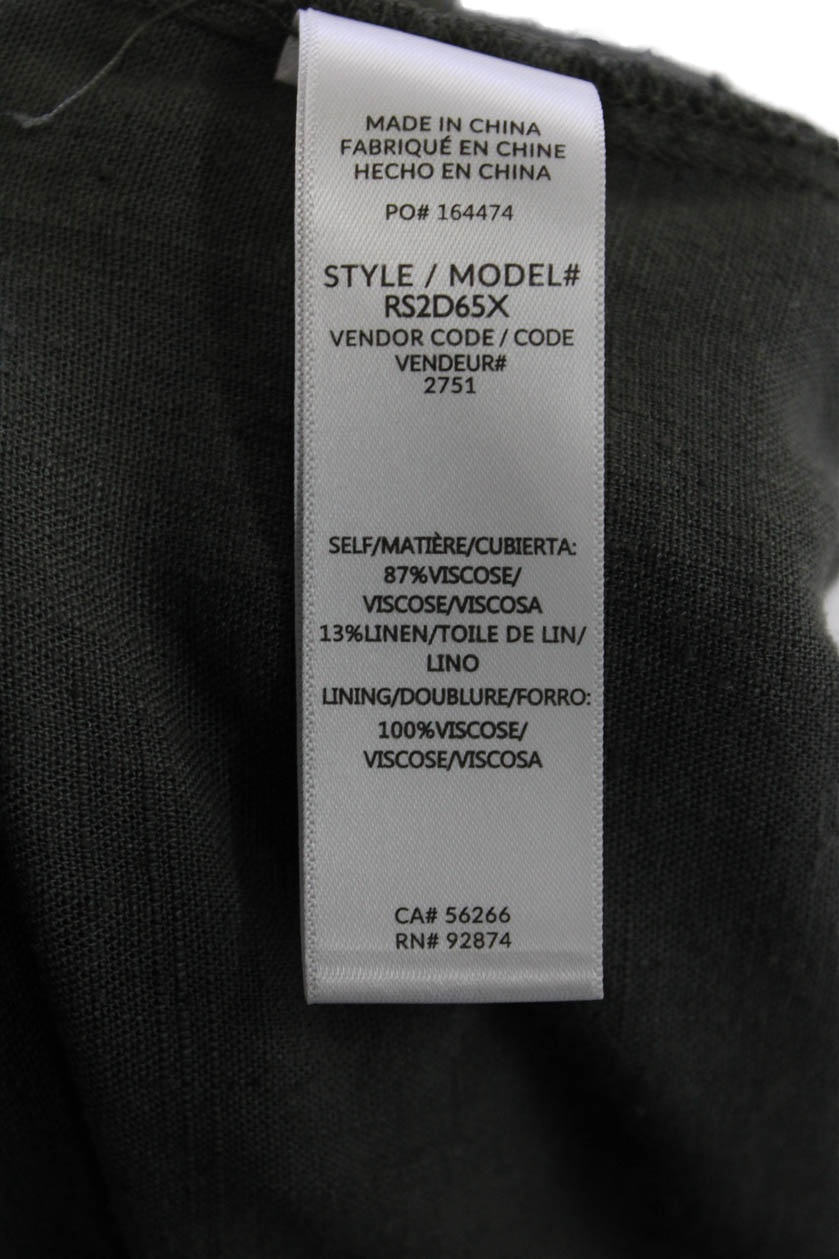 MADE IN CHINA
FABRIQUÉ EN CHINE
HECHO EN CHINA
PO# 164474
STYLE / MODEL#
RS2D65X
VENDOR CODE / CODE
VENDEUR#
2751
SELF/MATIÈRE/CUBIERTA:
87%VISCOSE/
VISCOSE/VISCOSA
13%LINEN/TOILE DE LIN/
LINO
LINING/DOUBLURE/FORRO:
100%VISCOSE/
VISCOSE/VISCOSA
CA# 56266
RN# 92874